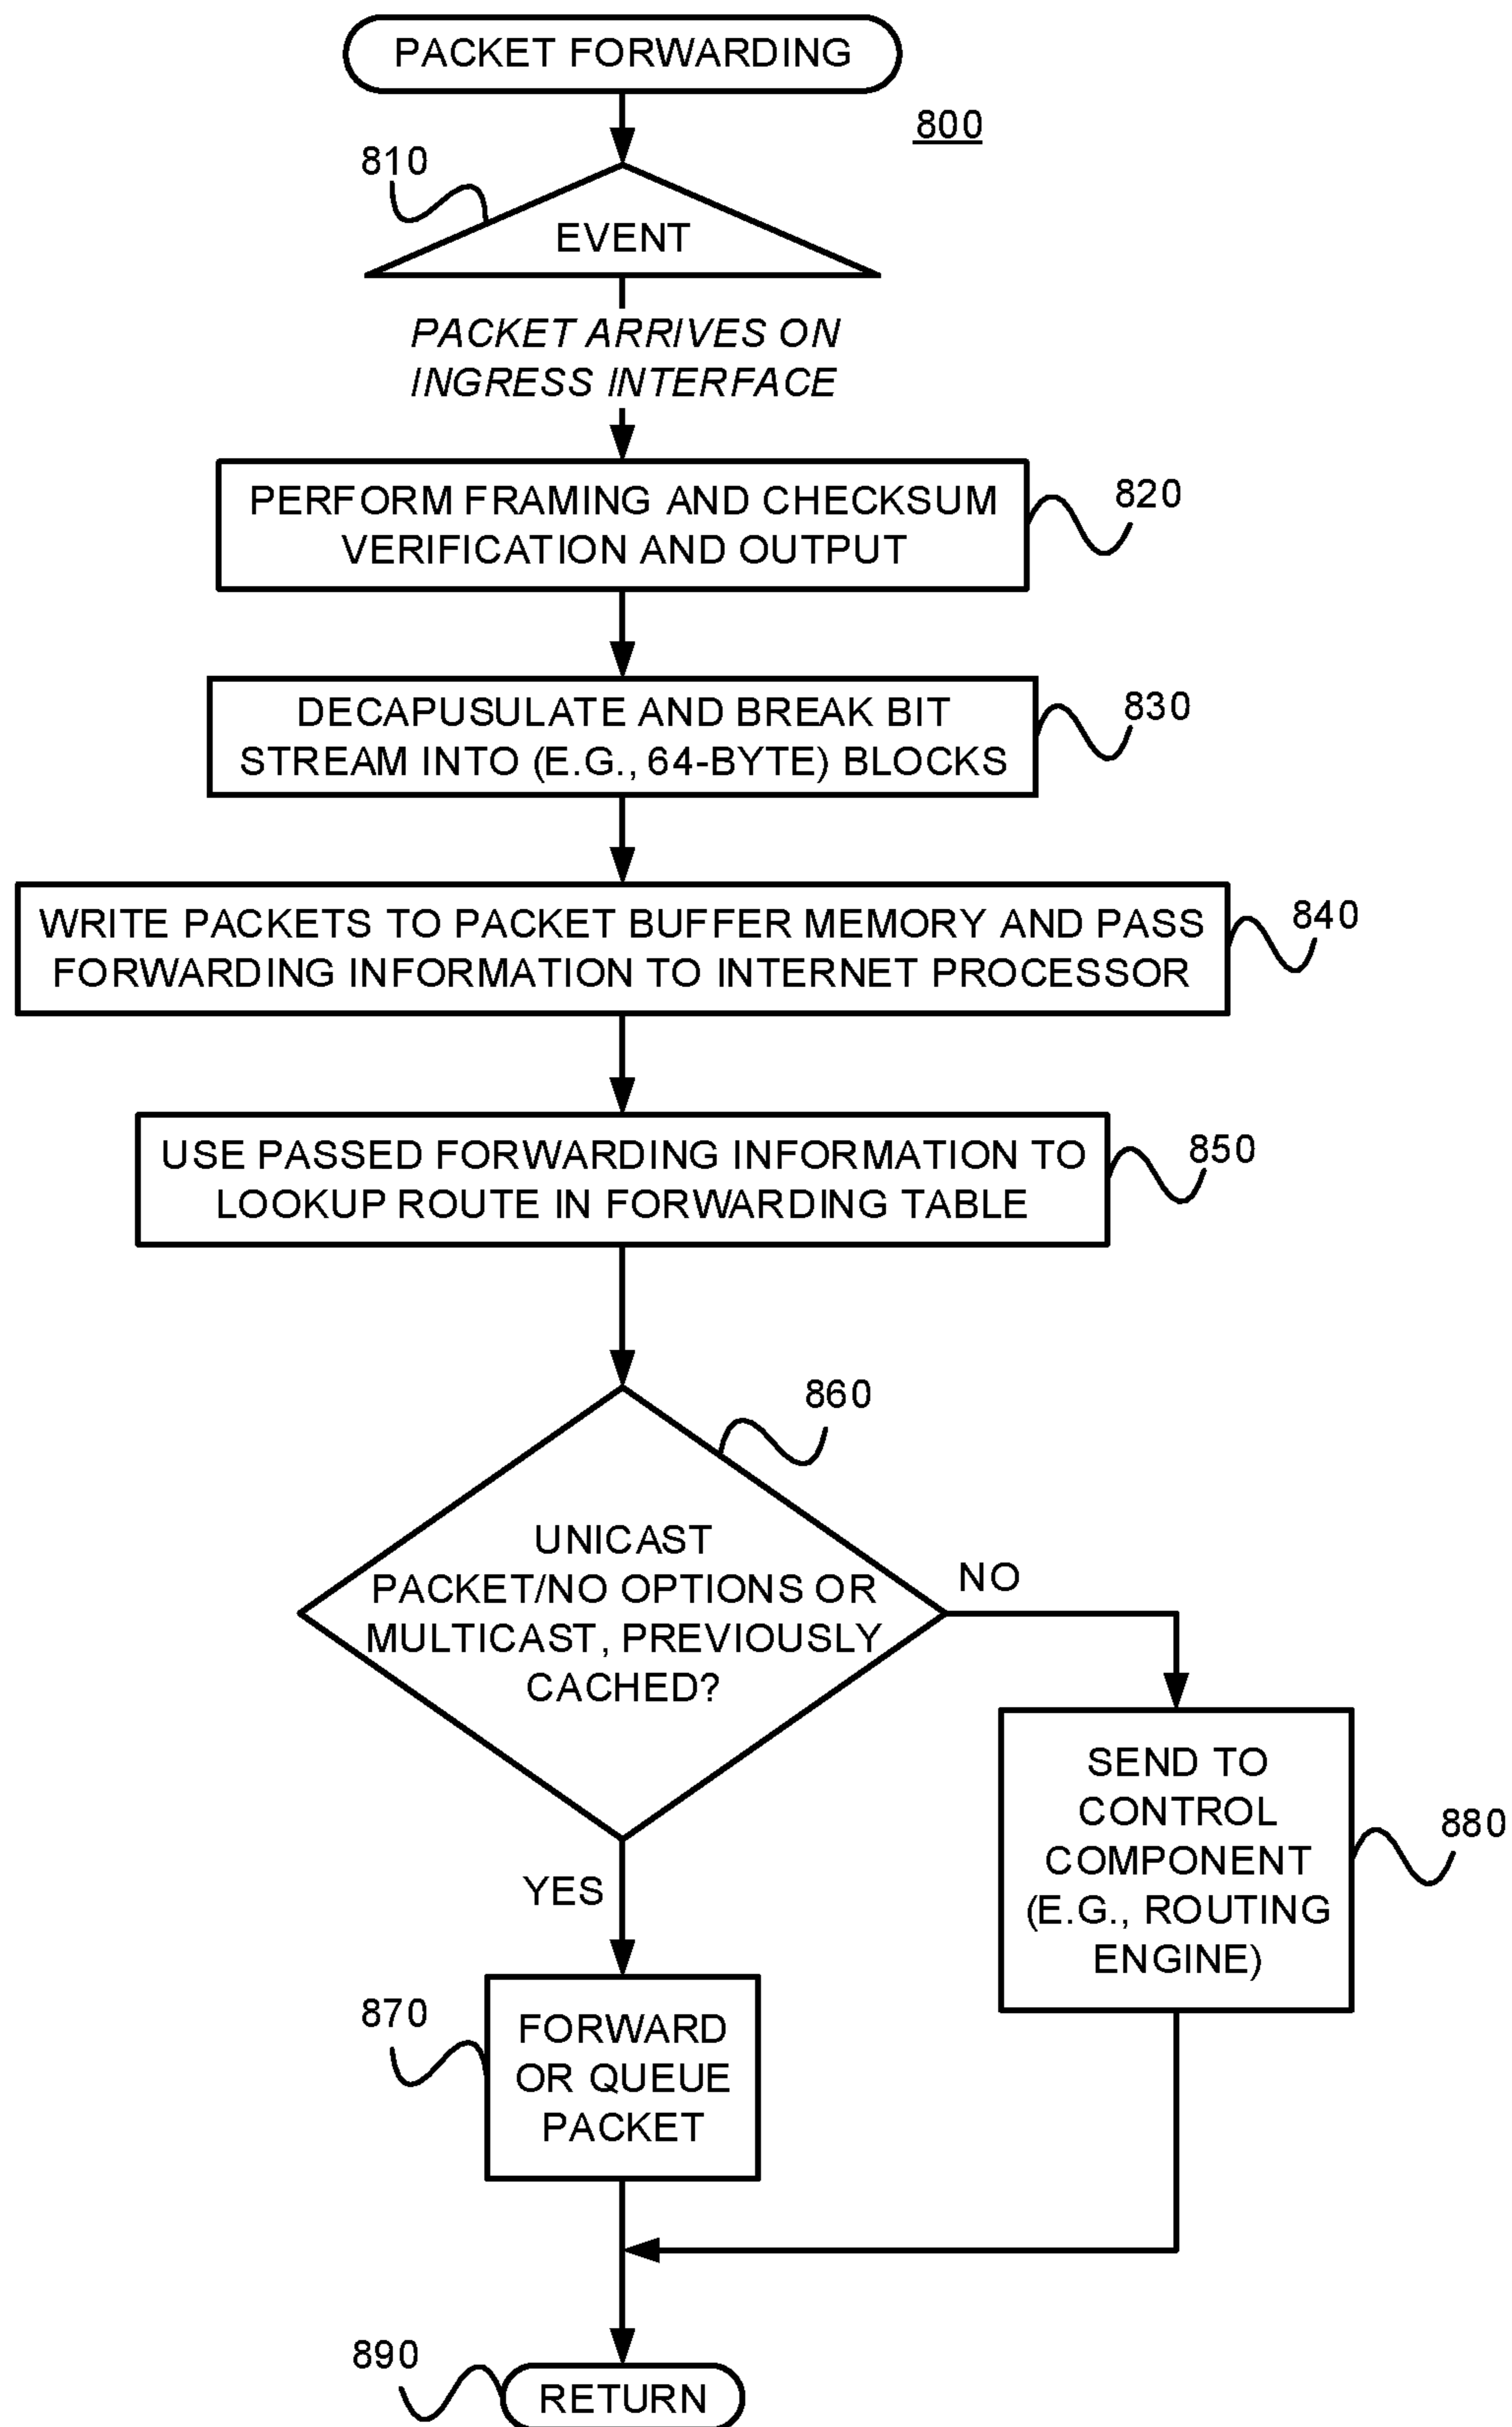 PACKET FORWARDING
800
810
EVENT
PACKET ARRIVES ON
INGRESS INTERFACE
PERFORM FRAMING AND CHECKSUM
VERIFICATION AND OUTPUT
820
DECAPUSULATE AND BREAK BIT
STREAM INTO (E.G., 64-BYTE) BLOCKS
830
WRITE PACKETS TO PACKET BUFFER MEMORY AND PASS
FORWARDING INFORMATION TO INTERNET PROCESSOR
840
USE PASSED FORWARDING INFORMATION TO
LOOKUP ROUTE IN FORWARDING TABLE
850
860
UNICAST
PACKET/NO OPTIONS OR
MULTICAST, PREVIOUSLY
CACHED?
NO
SEND TO
CONTROL
COMPONENT
(E.G., ROUTING
ENGINE)
880
YES
870
FORWARD
OR QUEUE
PACKET
890
RETURN